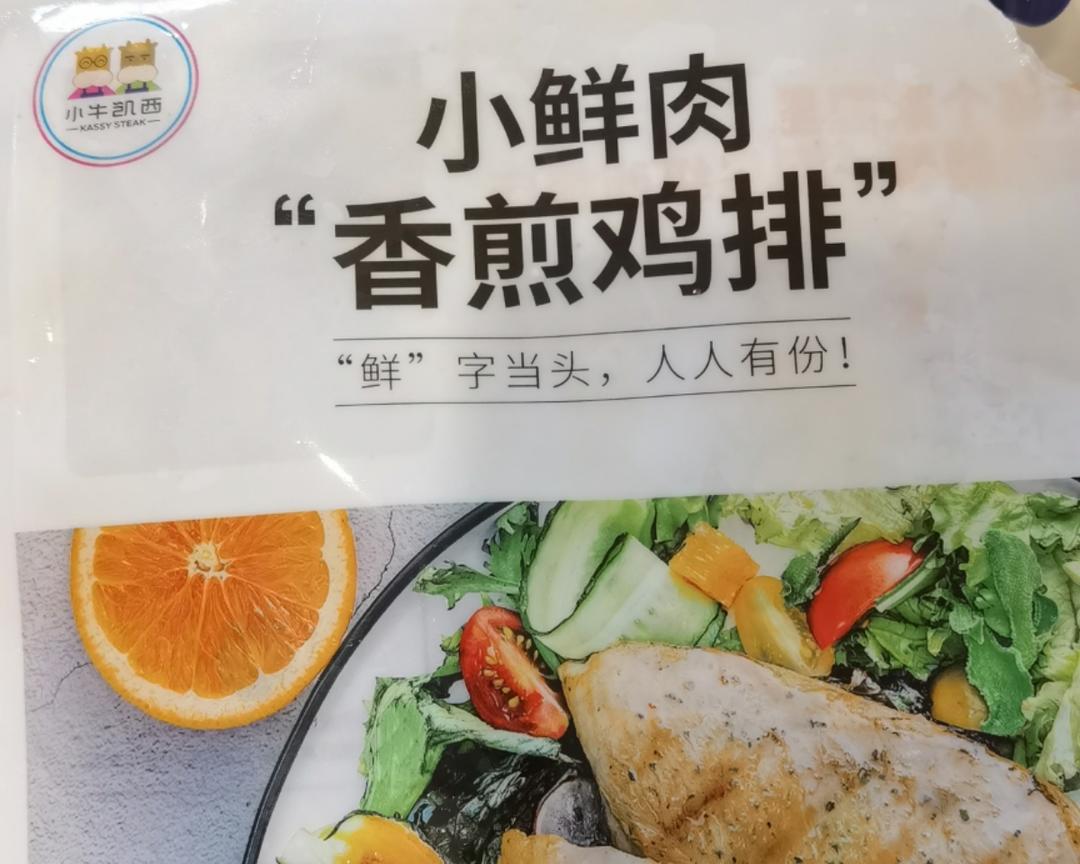 小牛凯西
KASSY STEAK
小鲜肉
“香煎鸡排”
“鲜”字当头，人人有份！